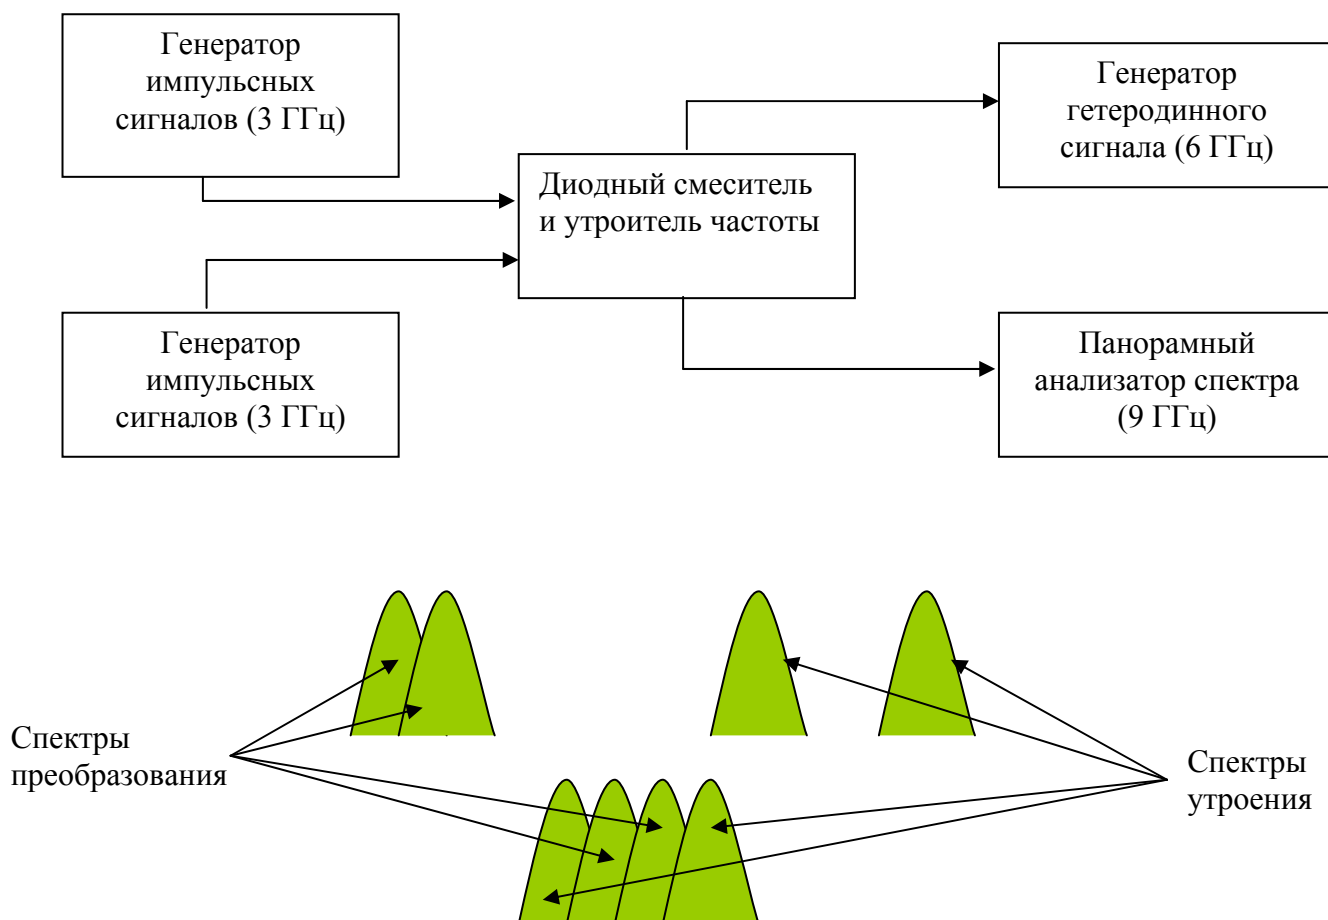 Генератор
импульсных
сигналов (3 ГГц)
Генератор
гетеродинного
сигнала (6 ГГц)
Диодный смеситель
и утроитель частоты
Генератор
импульсных
сигналов (3 ГГц)
Панорамный
анализатор спектра
(9 ГГц)
Спектры
преобразования
Спектры
утроения